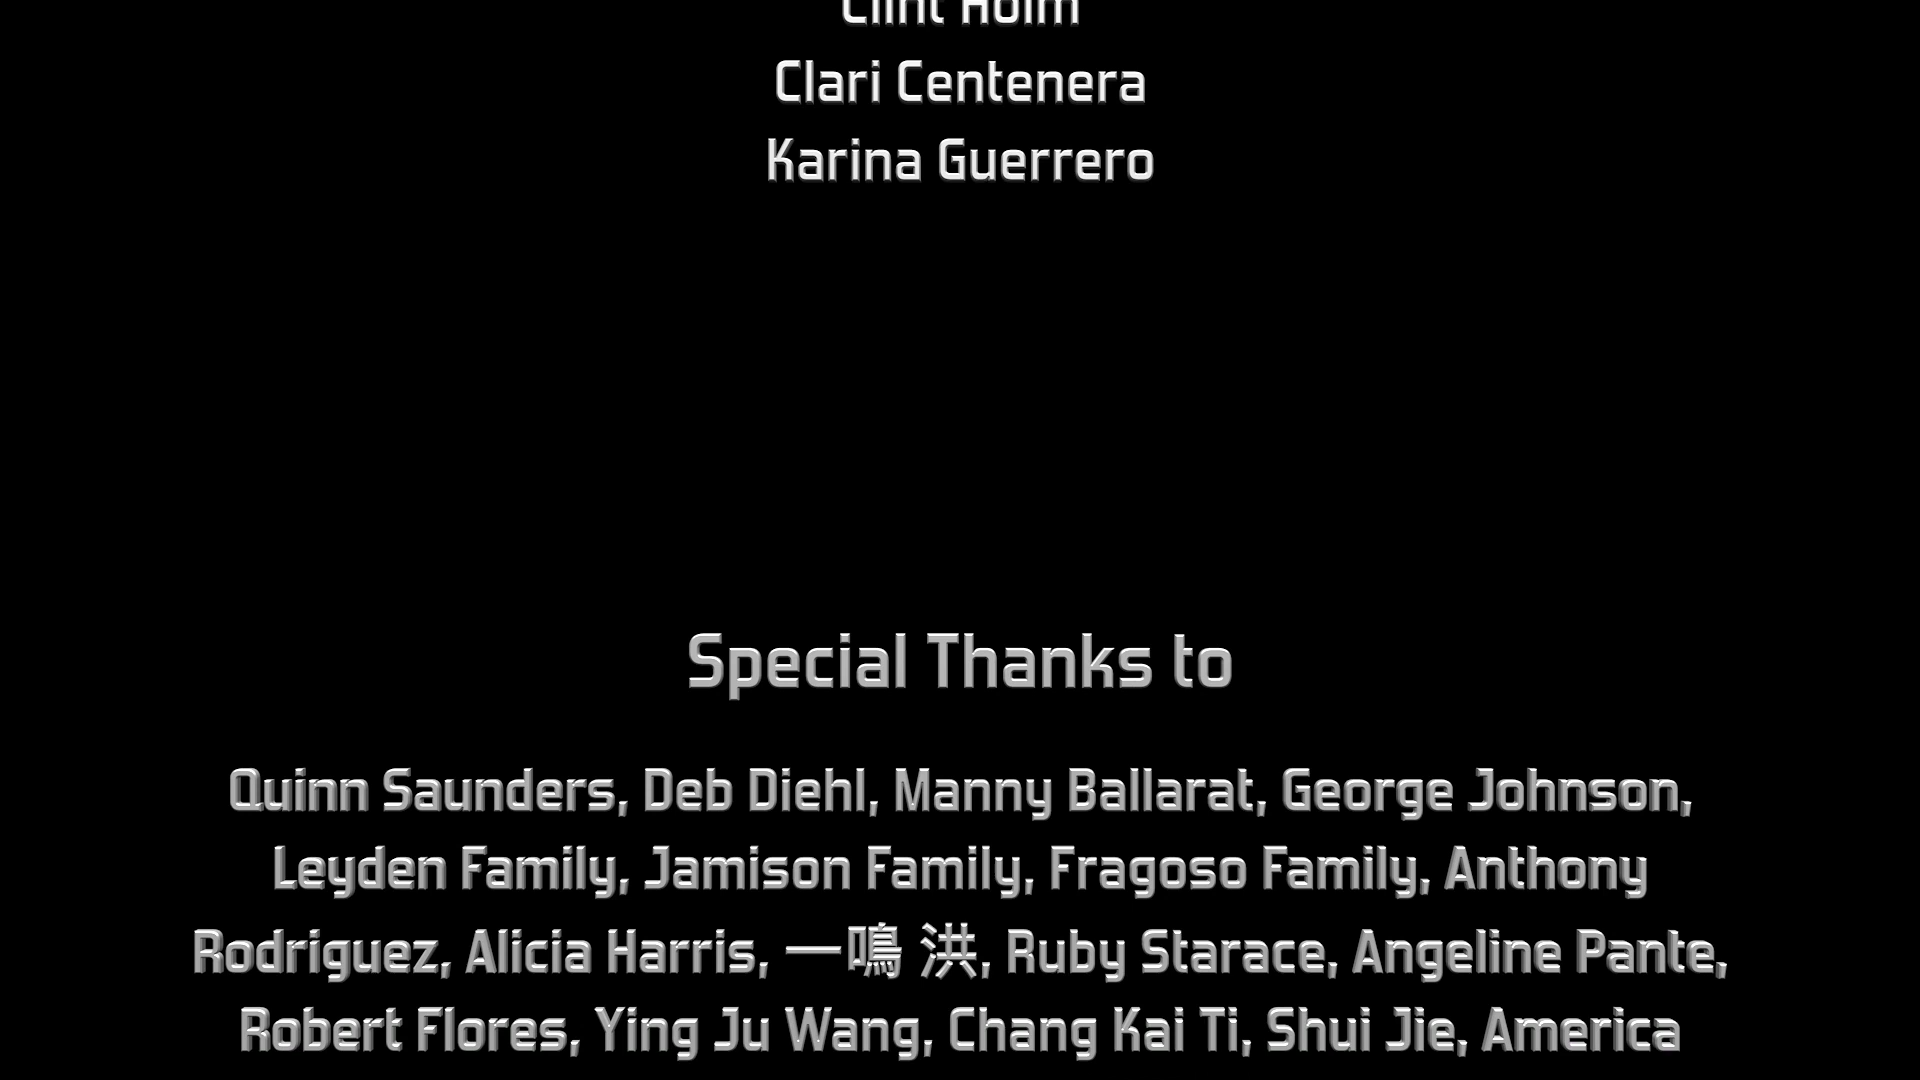 Clint Holm
Clari Centenera
Karina Guerrero
Special Thanks to
Quinn Saunders, Deb Diehl, Manny Ballarat, George Johnson,
Leyden Family, Jamison Family, Fragoso Family, Anthony
Rodriguez, Alicia Harris, 一鳴 洪, Ruby Starace, Angeline Pante,
Robert Flores, Ying Ju Wang, Chang Kai Ti, Shui Jie, America